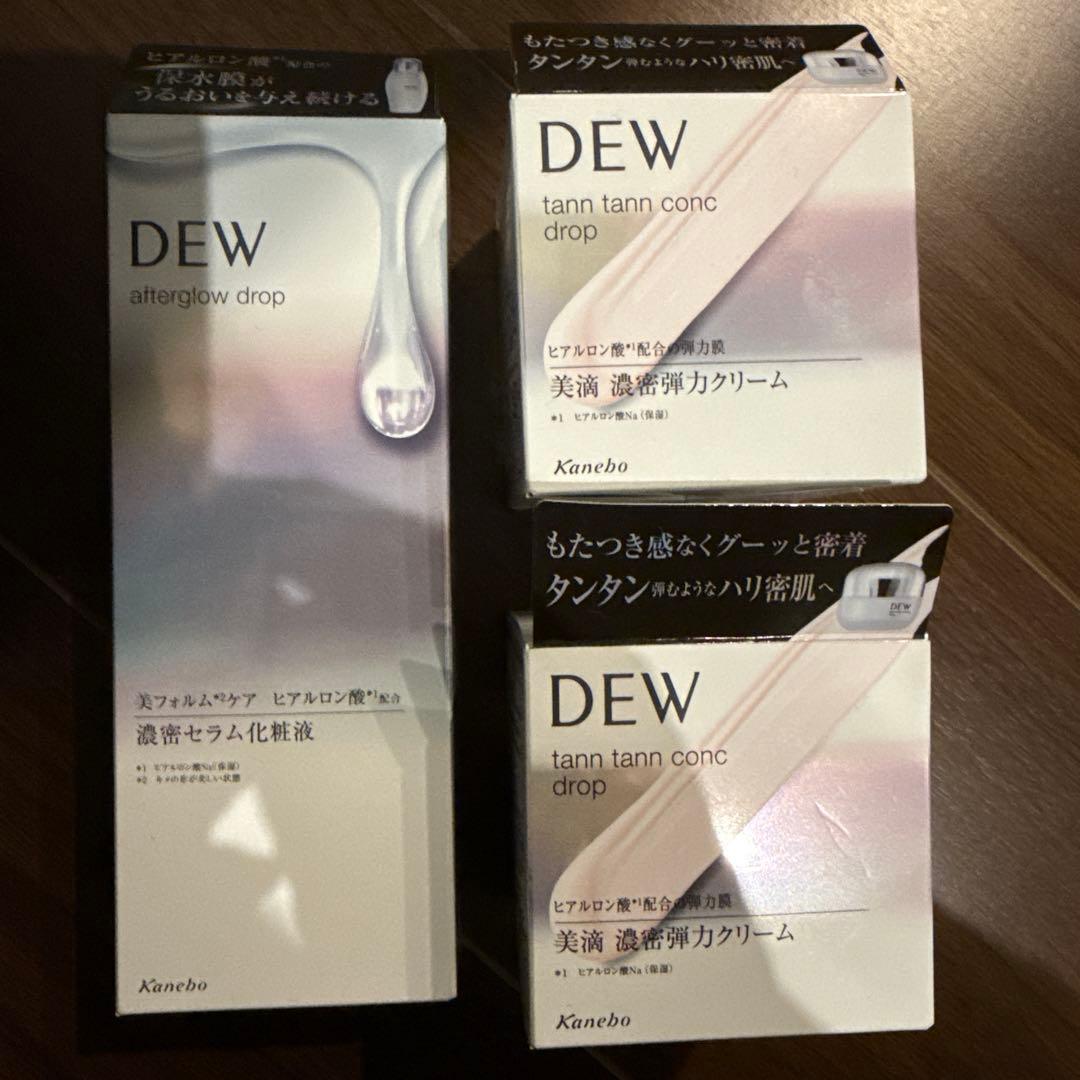 ヒアルロン酸*1配合の
保水膜が
うるおいを与え続ける
DEW
afterglow drop
美フォルム*2ケア ヒアルロン酸*1配合
濃密セラム化粧液
*1 ヒアルロン酸Na(保湿)
*2 キメの形が美しい状態
Kanebo
もたつき感なくグーッと密着
タンタン弾むようなハリ密肌へ
DEW
DEW
tann tann conc
drop
ヒアルロン酸*1配合の弾力膜
美滴 濃密弾力クリーム
*1 ヒアルロン酸Na(保湿)
Kanebo
もたつき感なくグーッと密着
タンタン弾むようなハリ密肌へ
DEW
DEW
tann tann conc
drop
ヒアルロン酸*1配合の弾力膜
美滴 濃密弾力クリーム
*1 ヒアルロン酸Na(保湿)
Kanebo